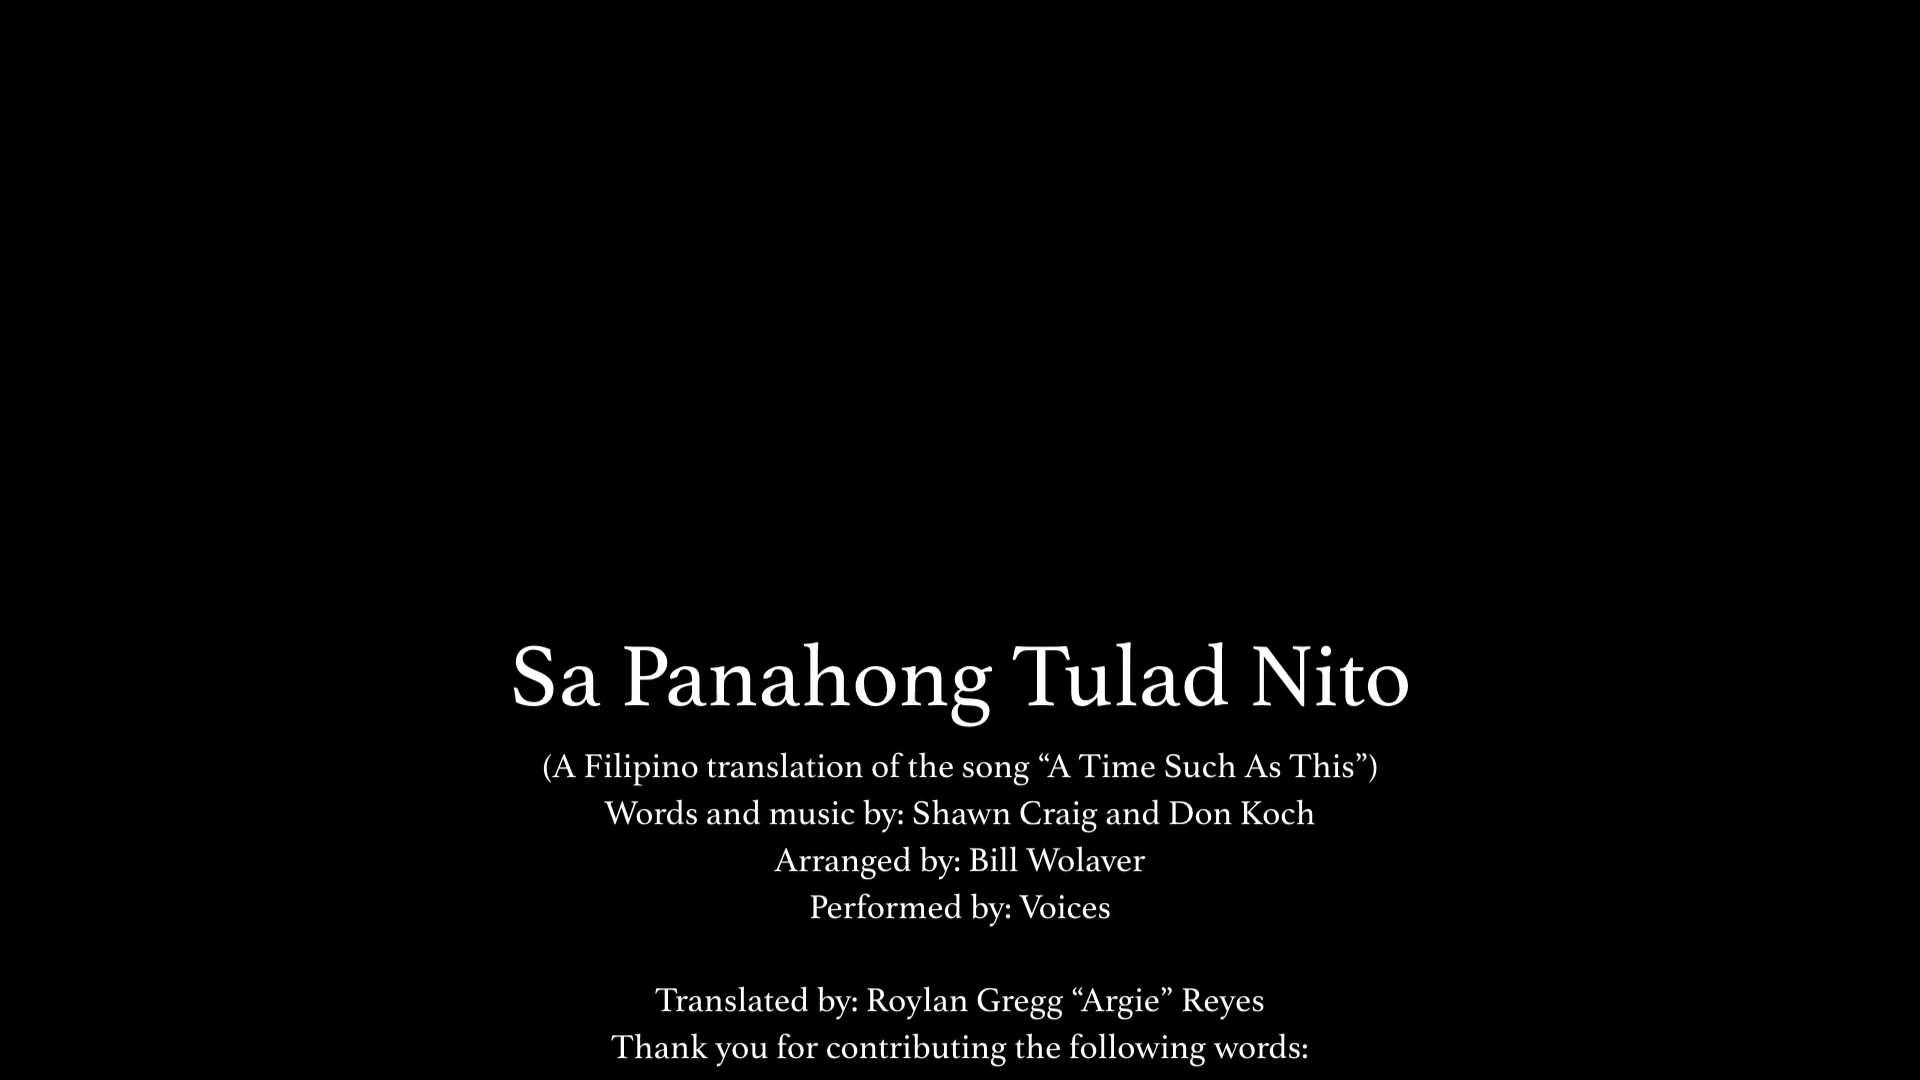 Sa Panahong Tulad Nito
(A Filipino translation of the song “A Time Such As This”)
Words and music by: Shawn Craig and Don Koch
Arranged by: Bill Wolaver
Performed by: Voices
Translated by: Roylan Gregg “Argie” Reyes
Thank you for contributing the following words: